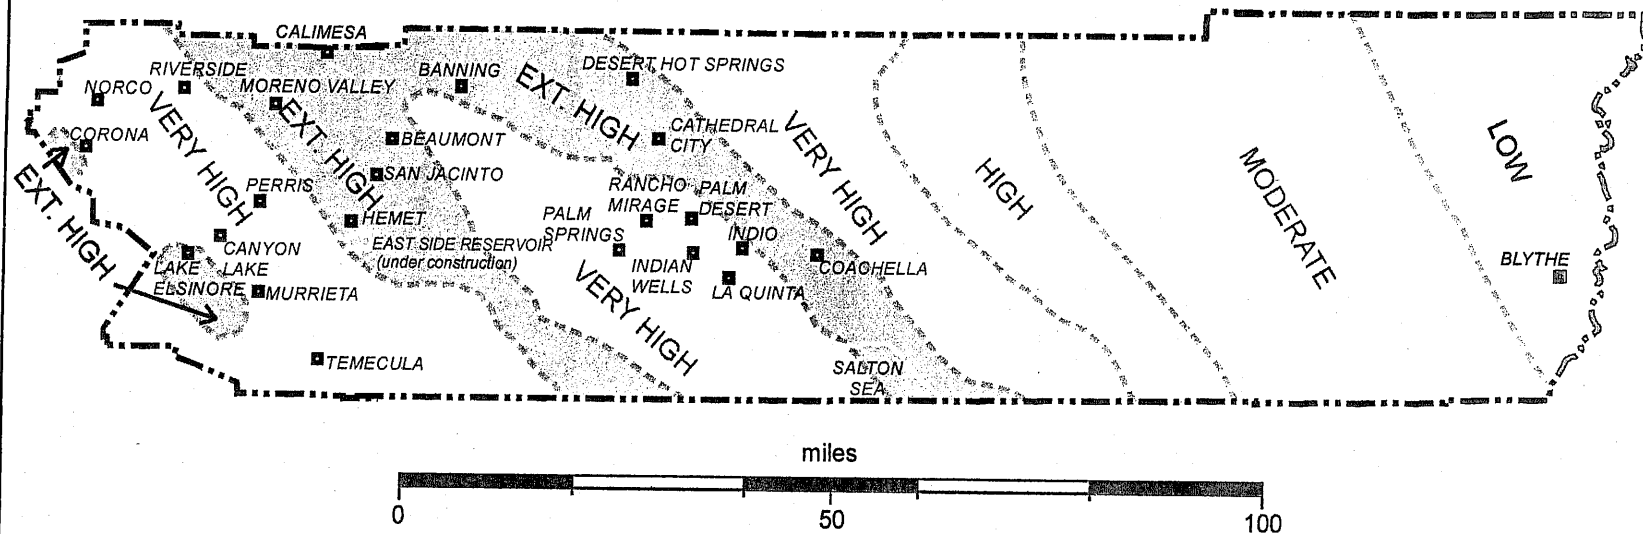 CALIMESA
RIVERSIDE
NORCO
MORENO VALLEY
BANNING
DESERT HOT SPRINGS
CORONA
VERY HIGH
EXT. HIGH
EXT. HIGH
BEAUMONT
CATHEDRAL
CITY
VERY HIGH
HIGH
MODERATE
LOW
EXT. HIGH
PERRIS
SAN JACINTO
HEMET
RANCHO
MIRAGE
PALM
DESERT
PALM
SPRINGS
INDIO
CANYON
LAKE
LAKE
ELSINORE
MURRIETA
EAST SIDE RESERVOIR
(under construction)
VERY HIGH
INDIAN
WELLS
LA QUINTA
COACHELLA
BLYTHE
TEMECULA
SALTON
SEA
miles
0
50
100